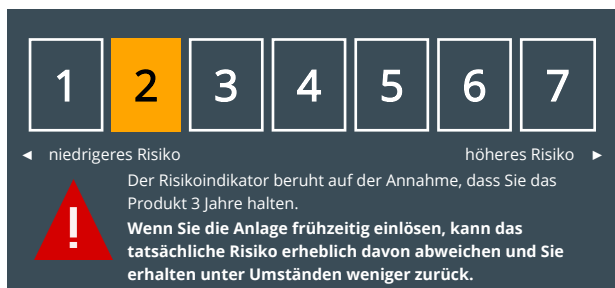 1 2 3 4 5 6 7
◄ niedrigeres Risiko höheres Risiko ►
Der Risikoindikator beruht auf der Annahme, dass Sie das
Produkt 3 Jahre halten.
Wenn Sie die Anlage frühzeitig einlösen, kann das
tatsächliche Risiko erheblich davon abweichen und Sie
erhalten unter Umständen weniger zurück.
!